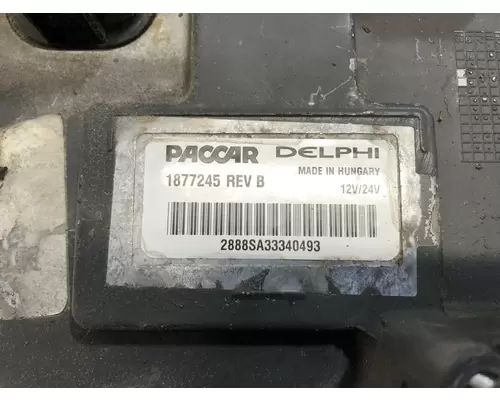 PACCAR DELPHI
1877245 REV B MADE IN HUNGARY
12V/24V
2888SA33340493